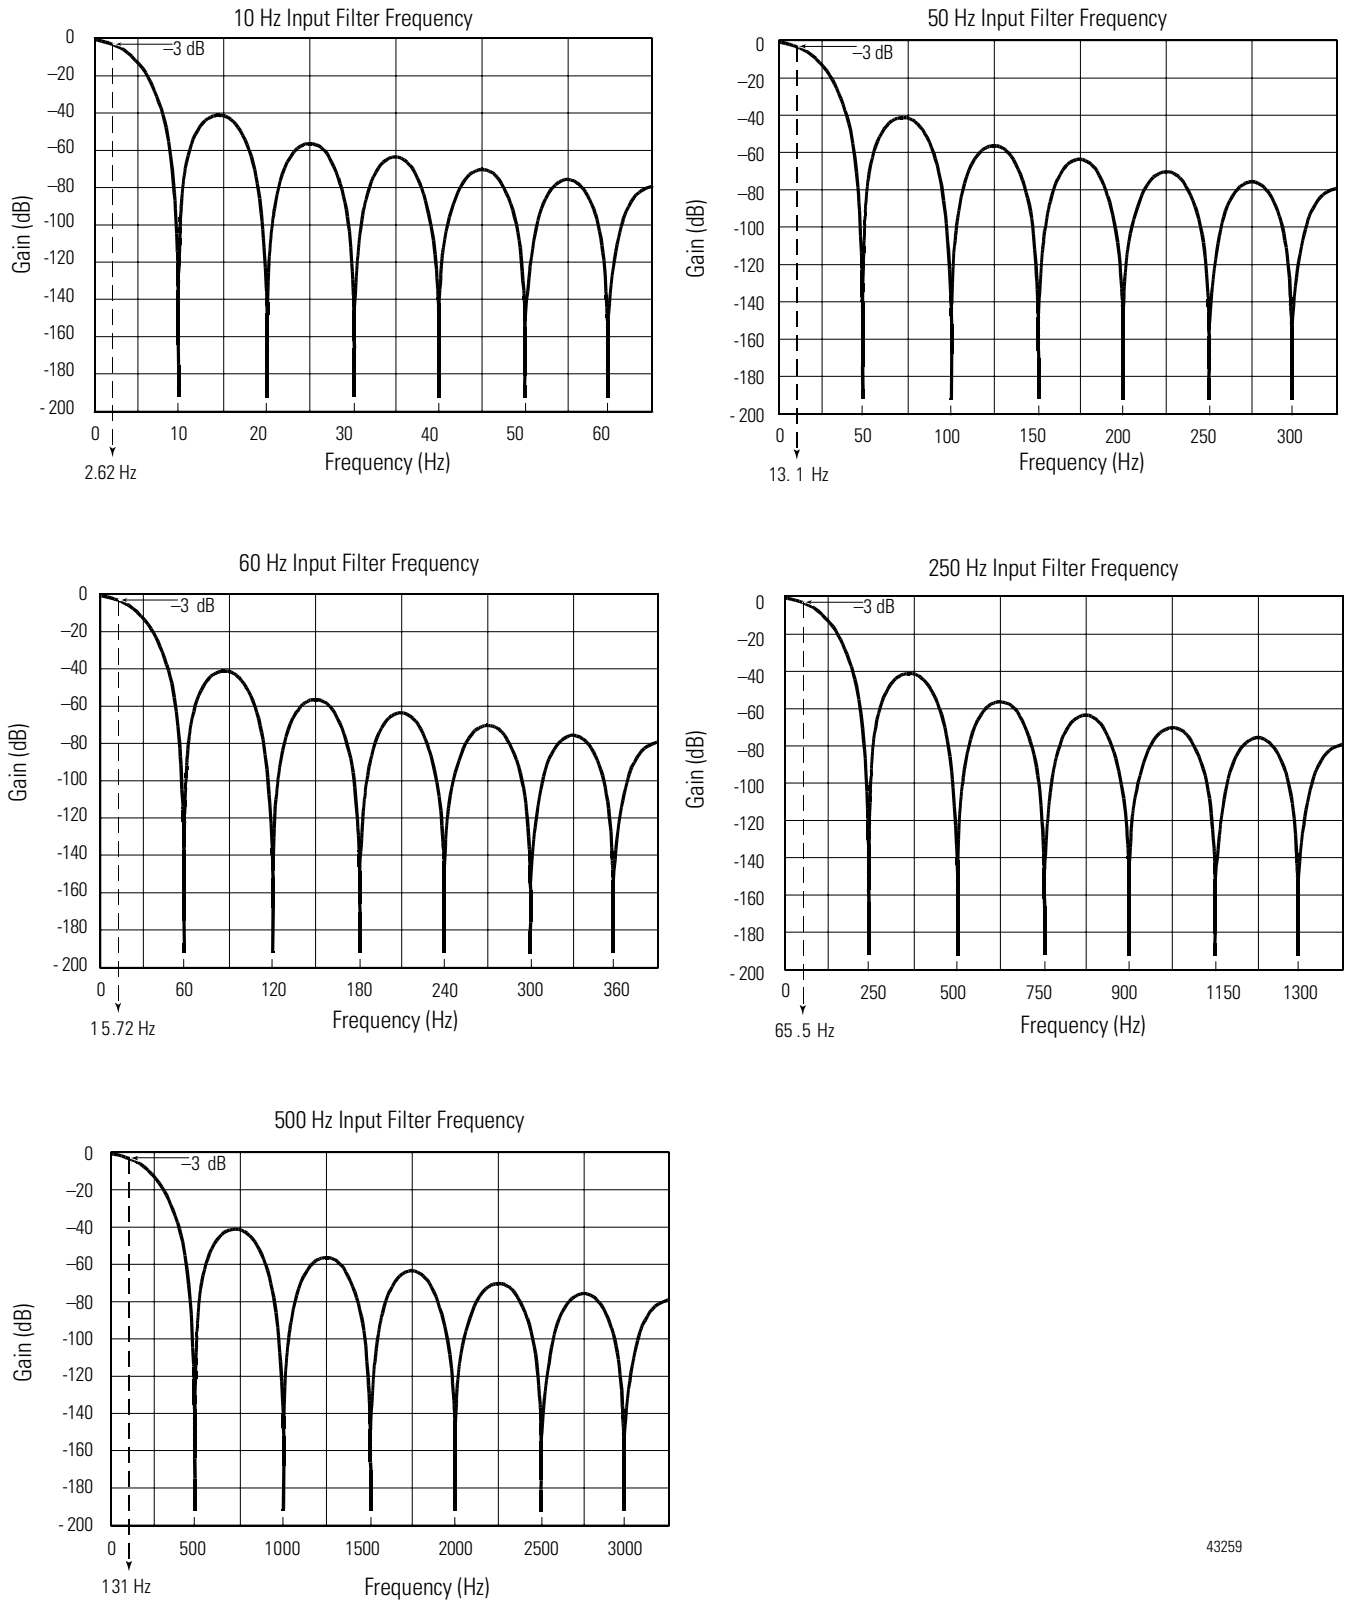 10 Hz Input Filter Frequency
0
–20
–40
–60
–80
-100
-120
-140
-160
-180
- 200
Gain (dB)
–3 dB
0 10 20 30 40 50 60
2.62 Hz
Frequency (Hz)
50 Hz Input Filter Frequency
0
–20
–40
–60
–80
-100
-120
-140
-160
-180
- 200
Gain (dB)
–3 dB
0 50 100 150 200 250 300
13. 1 Hz
Frequency (Hz)
60 Hz Input Filter Frequency
0
–20
–40
–60
–80
-100
-120
-140
-160
-180
- 200
Gain (dB)
–3 dB
0 60 120 180 240 300 360
15.72 Hz
Frequency (Hz)
250 Hz Input Filter Frequency
0
–20
–40
–60
–80
-100
-120
-140
-160
-180
- 200
Gain (dB)
–3 dB
0 250 500 750 900 1150 1300
65 .5 Hz
Frequency (Hz)
500 Hz Input Filter Frequency
0
–20
–40
–60
–80
-100
-120
-140
-160
-180
- 200
Gain (dB)
–3 dB
0 500 1000 1500 2000 2500 3000
131 Hz
Frequency (Hz)
43259